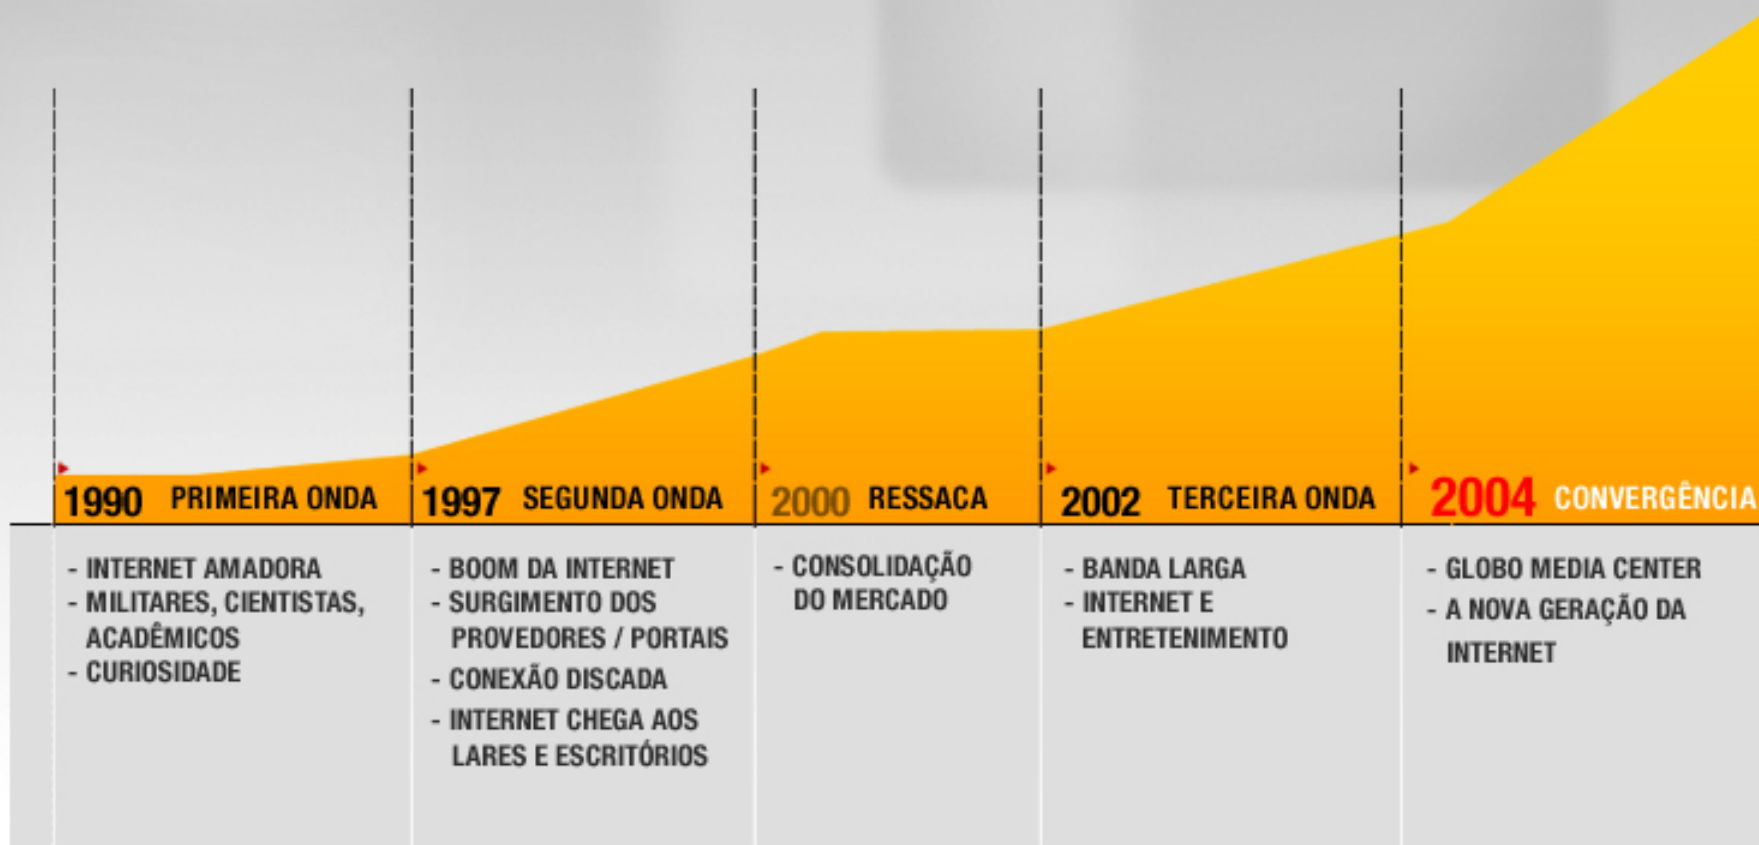 1990 PRIMEIRA ONDA
- INTERNET AMADORA
- MILITARES, CIENTISTAS,
ACADÊMICOS
- CURIOSIDADE
1997 SEGUNDA ONDA
- BOOM DA INTERNET
- SURGIMENTO DOS
PROVEDORES / PORTAIS
- CONEXÃO DISCADA
- INTERNET CHEGA AOS
LARES E ESCRITÓRIOS
2000 RESSACA
- CONSOLIDAÇÃO
DO MERCADO
2002 TERCEIRA ONDA
- BANDA LARGA
- INTERNET E
ENTRETENIMENTO
2004 CONVERGÊNCIA
- GLOBO MEDIA CENTER
- A NOVA GERAÇÃO DA
INTERNET